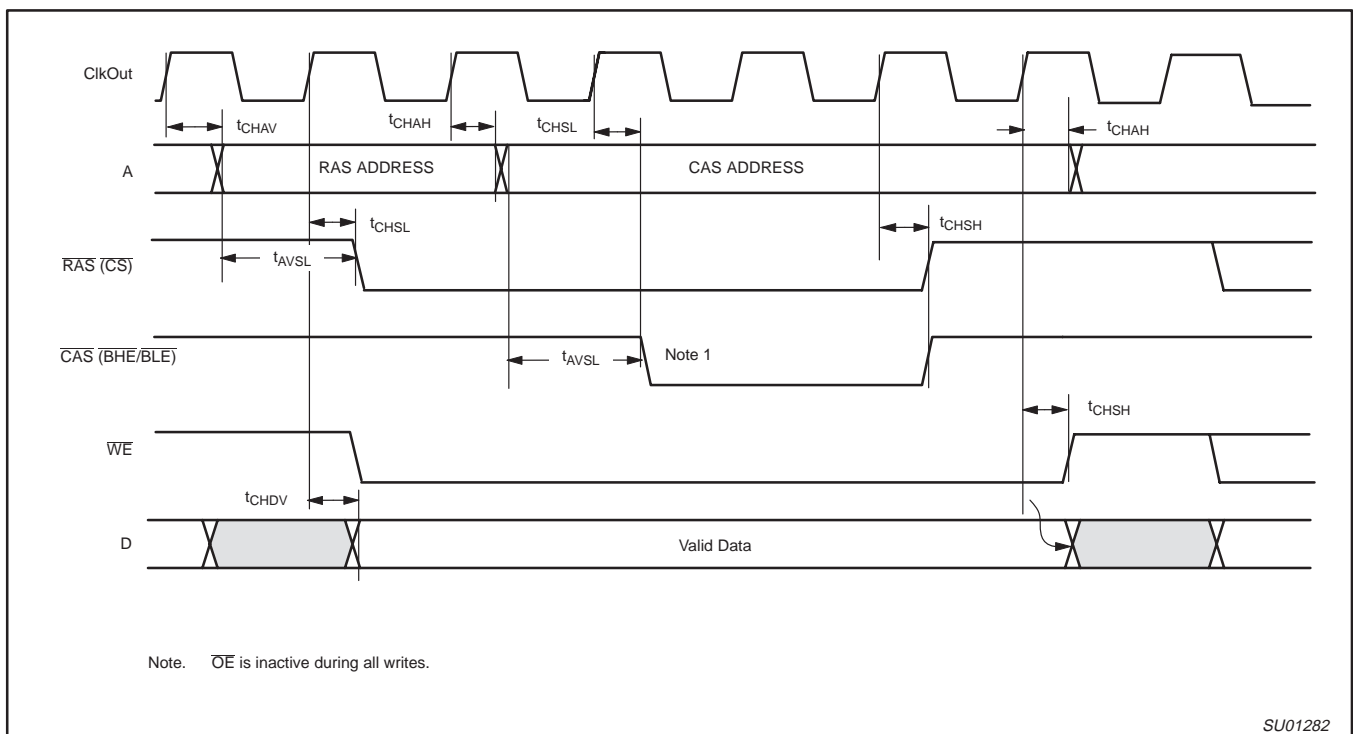 ClkOut
tCHAV
tCHAH
tCHSL
tCHAH
A
RAS ADDRESS
CAS ADDRESS
tCHSL
tCHSH
RAS (CS)
tAVSL
CAS (BHE/BLE)
tAVSL
Note 1
tCHSH
WE
tCHDV
D
Valid Data
Note. OE is inactive during all writes.
SU01282